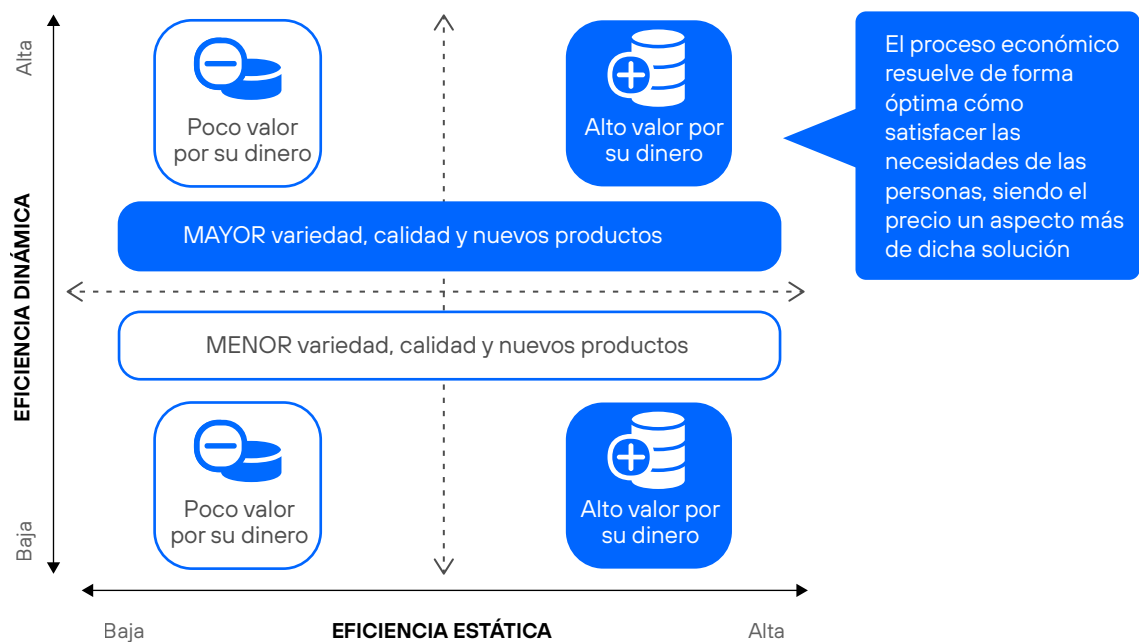 Alta
EFICIENCIA DINÁMICA
Baja
Poco valor
por su dinero
Alto valor por
su dinero
El proceso económico
resuelve de forma
óptima cómo
satisfacer las
necesidades de las
personas, siendo el
precio un aspecto más
de dicha solución
MAYOR variedad, calidad y nuevos productos
MENOR variedad, calidad y nuevos productos
Poco valor
por su dinero
Alto valor por
su dinero
Baja
EFICIENCIA ESTÁTICA
Alta